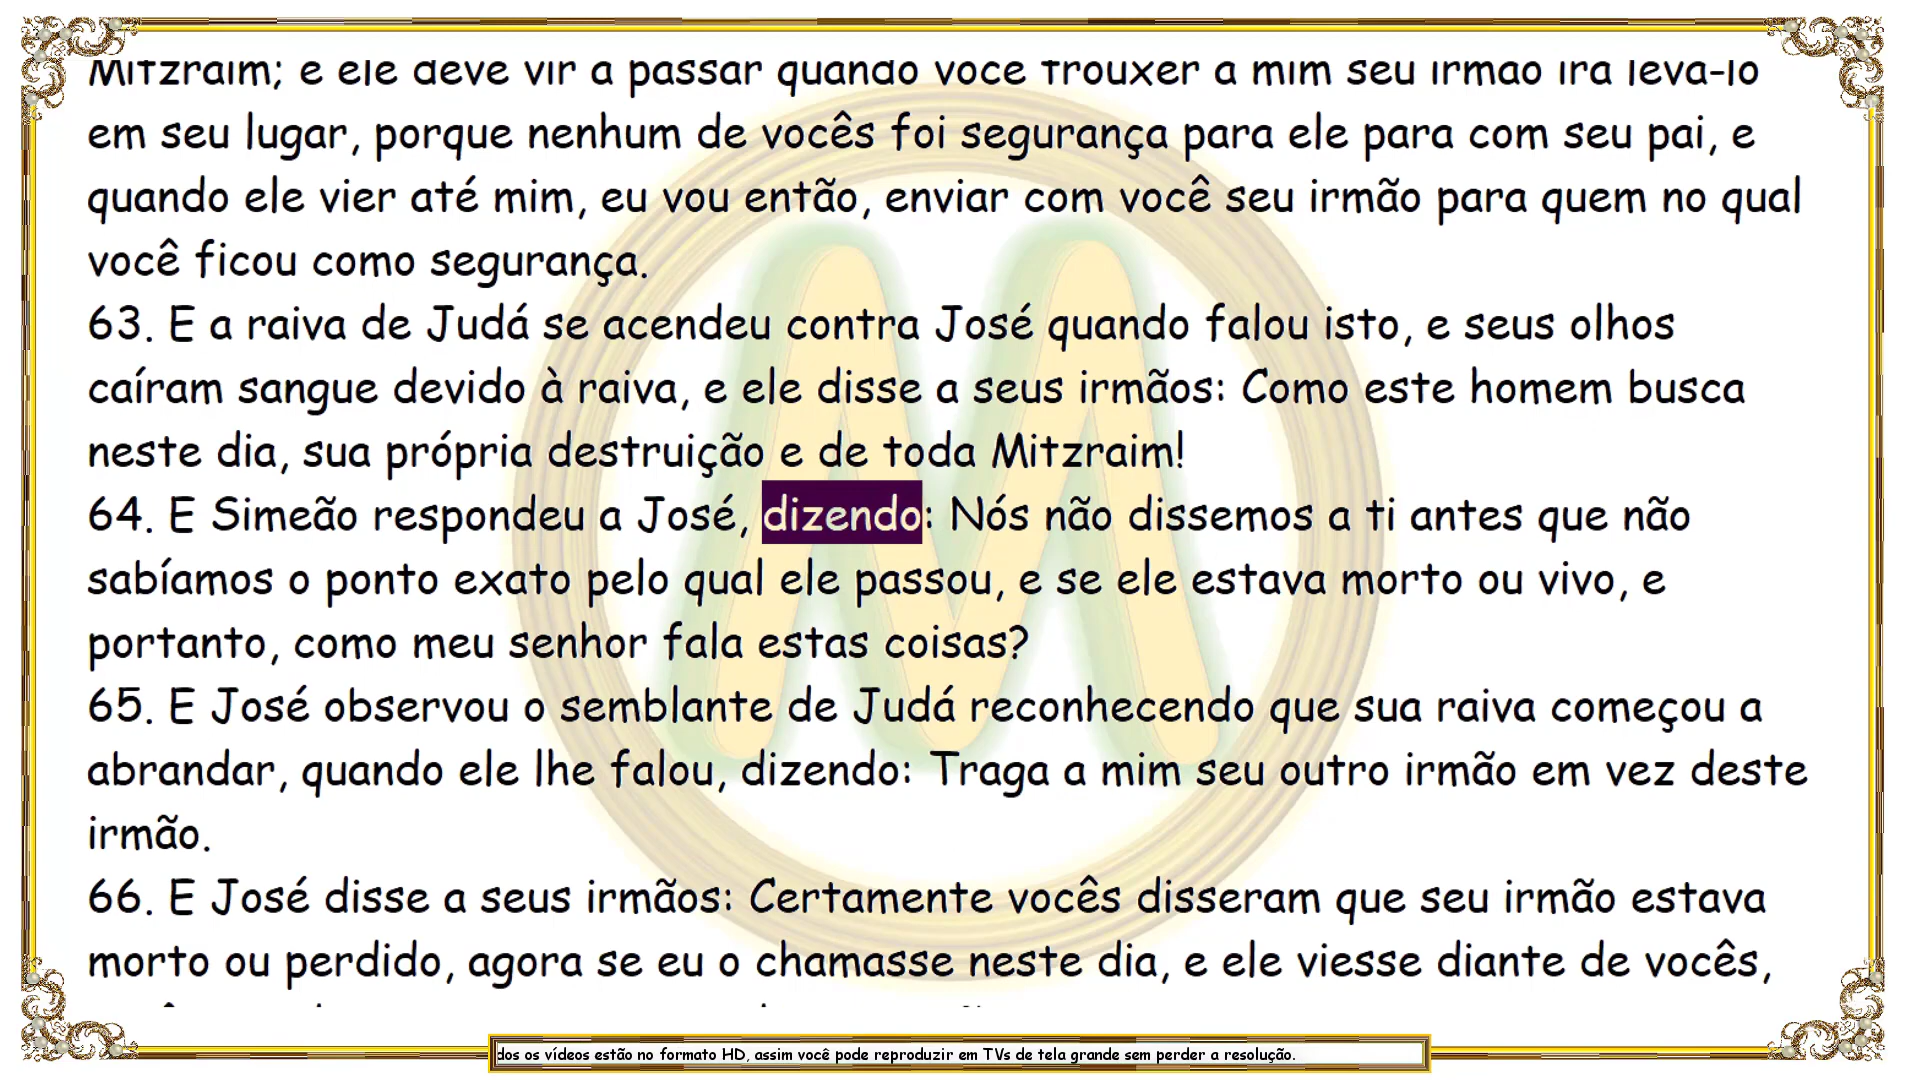 Mitzraim; e ele deve vir a passar quando você trouxer a mim seu irmão irá levá-lo
em seu lugar, porque nenhum de vocês foi segurança para ele para com seu pai, e
quando ele vier até mim, eu vou então, enviar com você seu irmão para quem no qual
você ficou como segurança.
63. E a raiva de Judá se acendeu contra José quando falou isto, e seus olhos
caíram sangue devido à raiva, e ele disse a seus irmãos: Como este homem busca
neste dia, sua própria destruição e de toda Mitzraim!
64. E Simeão respondeu a José, dizendo: Nós não dissemos a ti antes que não
sabíamos o ponto exato pelo qual ele passou, e se ele estava morto ou vivo, e
portanto, como meu senhor fala estas coisas?
65. E José observou o semblante de Judá reconhecendo que sua raiva começou a
abrandar, quando ele lhe falou, dizendo: Traga a mim seu outro irmão em vez deste
irmão.
66. E José disse a seus irmãos: Certamente vocês disseram que seu irmão estava
morto ou perdido, agora se eu o chamasse neste dia, e ele viesse diante de vocês,
dos os vídeos estão no formato HD, assim você pode reproduzir em TVs de tela grande sem perder a resolução.